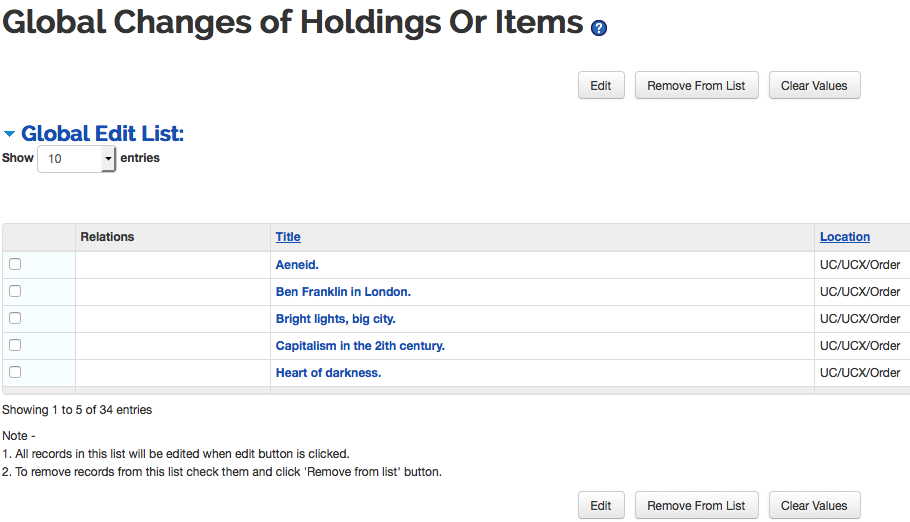 Global Changes of Holdings Or Items ?
Edit Remove From List Clear Values
Global Edit List:
Show 10 entries
Relations Title Location
Aeneid. UC/UCX/Order
Ben Franklin in London. UC/UCX/Order
Bright lights, big city. UC/UCX/Order
Capitalism in the 2ith century. UC/UCX/Order
Heart of darkness. UC/UCX/Order
Showing 1 to 5 of 34 entries
Note -
1. All records in this list will be edited when edit button is clicked.
2. To remove records from this list check them and click 'Remove from list' button.
Edit Remove From List Clear Values